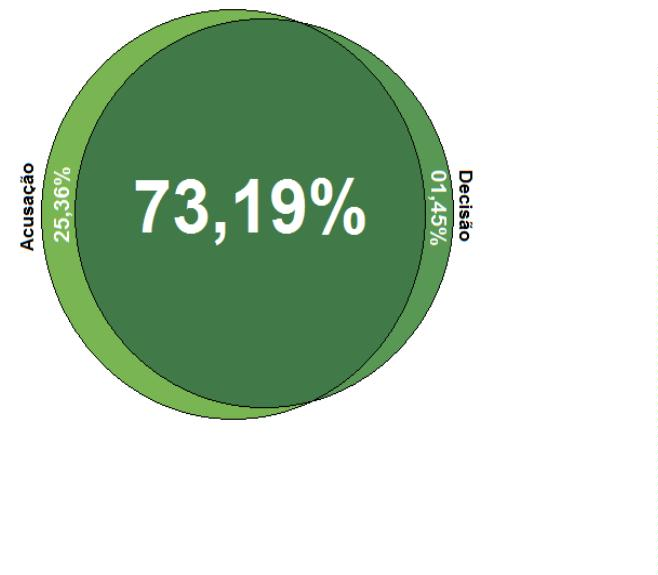 Acusação
25,36%
73,19%
01,45%
Decisão